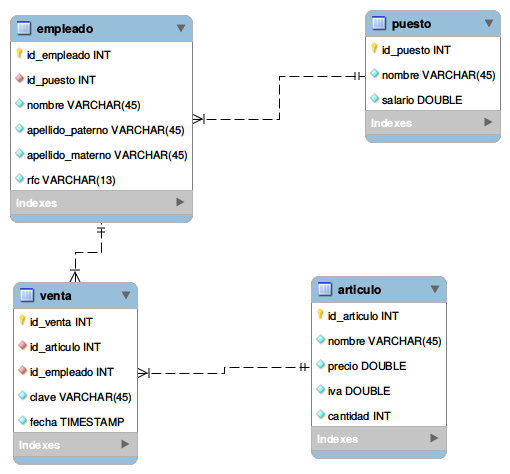 empleado
id_empleado INT
id_puesto INT
nombre VARCHAR(45)
apellido_paterno VARCHAR(45)
apellido_materno VARCHAR(45)
rfc VARCHAR(13)
Indexes
puesto
id_puesto INT
nombre VARCHAR(45)
salario DOUBLE
Indexes
venta
id_venta INT
id_articulo INT
id_empleado INT
clave VARCHAR(45)
fecha TIMESTAMP
Indexes
articulo
id_articulo INT
nombre VARCHAR(45)
precio DOUBLE
iva DOUBLE
cantidad INT
Indexes